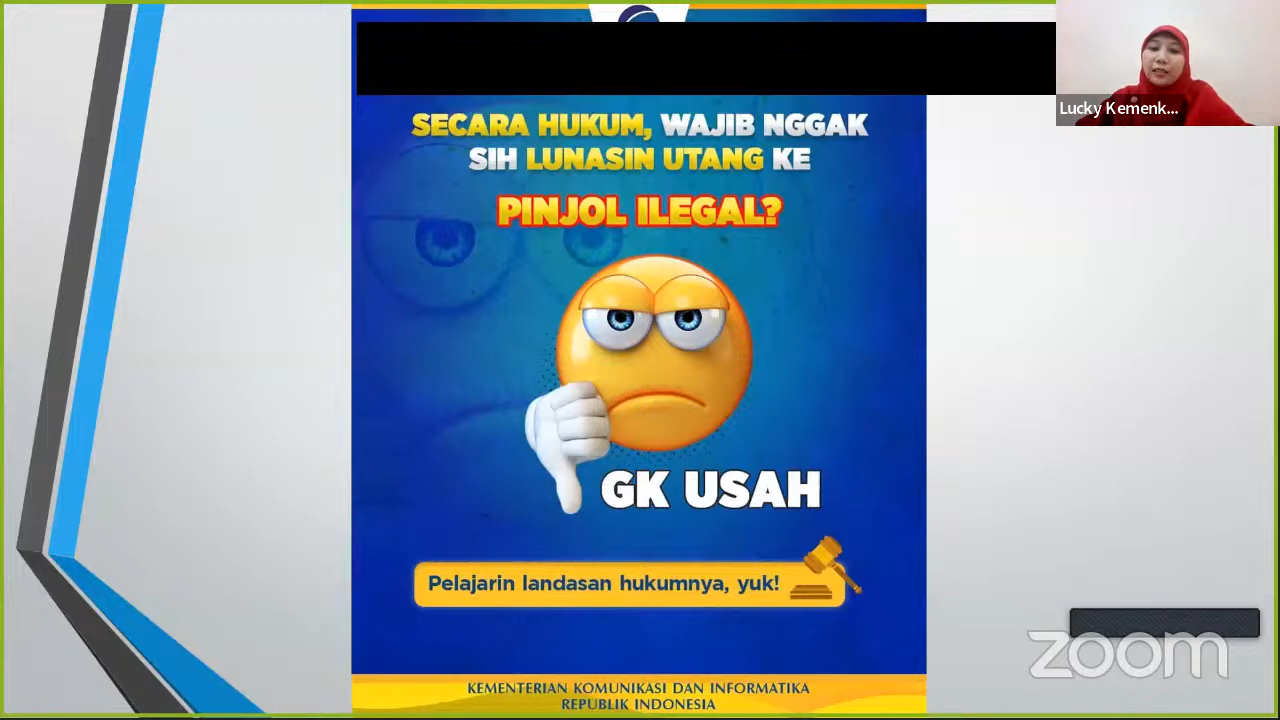 Lucky Kemenk...
SECARA HUKUM, WAJIB NGGAK
SIH LUNASIN UTANG KE
PINJOL ILEGAL?
GK USAH
Pelajarin landasan hukumnya, yuk!
zoom
KEMENTERIAN KOMUNIKASI DAN INFORMATIKA
REPUBLIK INDONESIA